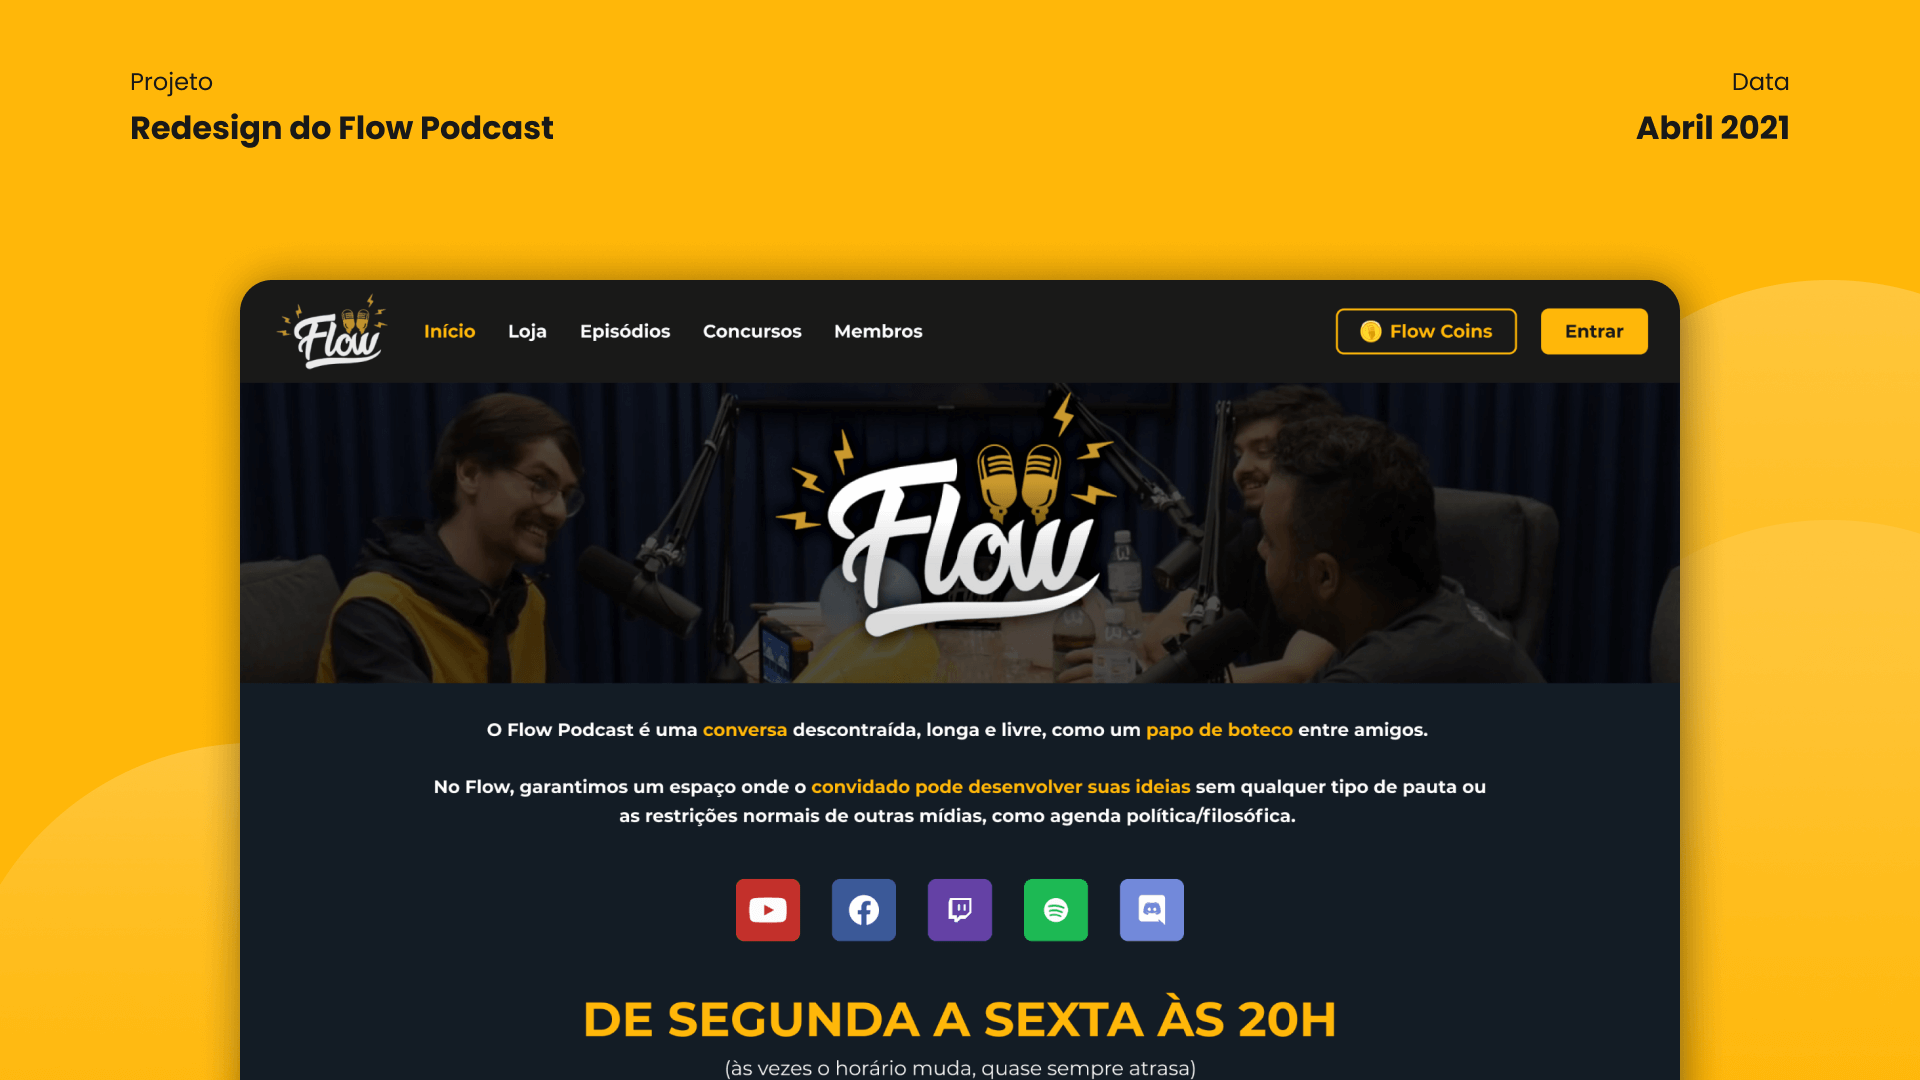 Projeto
Redesign do Flow Podcast
Data
Abril 2021
Flow
Início
Loja
Episódios
Concursos
Membros
Flow Coins
Entrar
Flow
O Flow Podcast é uma conversa descontraída, longa e livre, como um papo de boteco entre amigos.
No Flow, garantimos um espaço onde o convidado pode desenvolver suas ideias sem qualquer tipo de pauta ou
as restrições normais de outras mídias, como agenda política/filosófica.
DE SEGUNDA A SEXTA ÀS 20H
(às vezes o horário muda, quase sempre atrasa)